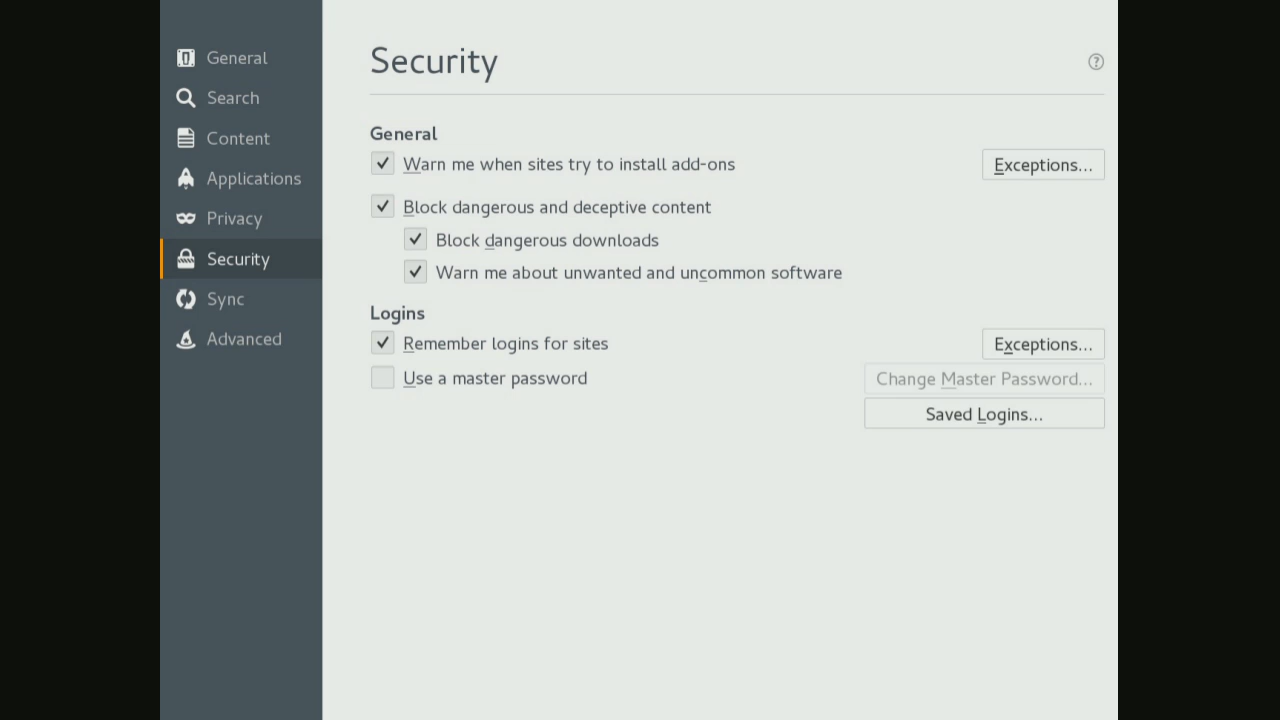 General
Search
Content
Applications
Privacy
Security
Sync
Advanced
Security
?
General
Warn me when sites try to install add-ons
Exceptions...
Block dangerous and deceptive content
Block dangerous downloads
Warn me about unwanted and uncommon software
Logins
Remember logins for sites
Exceptions...
Use a master password
Change Master Password...
Saved Logins...